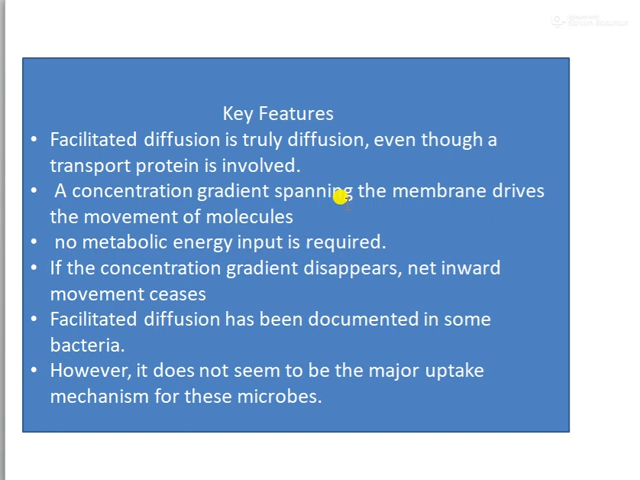 Key Features
• Facilitated diffusion is truly diffusion, even though a
transport protein is involved.
• A concentration gradient spanning the membrane drives
the movement of molecules
• no metabolic energy input is required.
• If the concentration gradient disappears, net inward
movement ceases
• Facilitated diffusion has been documented in some
bacteria.
• However, it does not seem to be the major uptake
mechanism for these microbes.